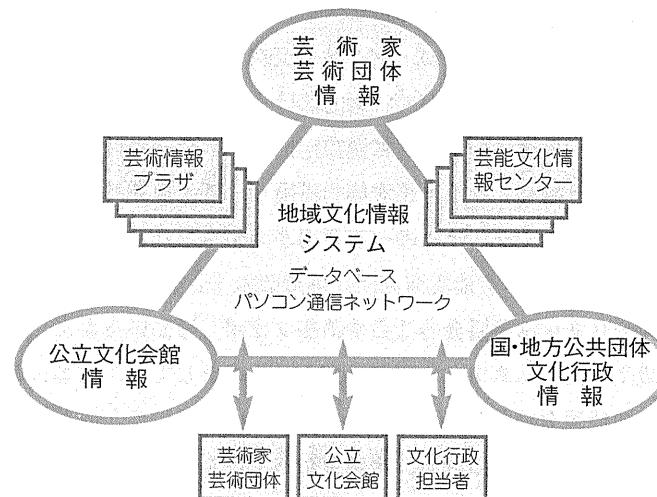 芸術家
芸術団体
情報
芸術情報
プラザ
芸能文化情
報センター
地域文化情報
システム
データベース
パソコン通信ネットワーク
公立文化会館
情報
国・地方公共団体
文化行政
情報
芸術家
芸術団体
公立
文化会館
文化行政
担当者